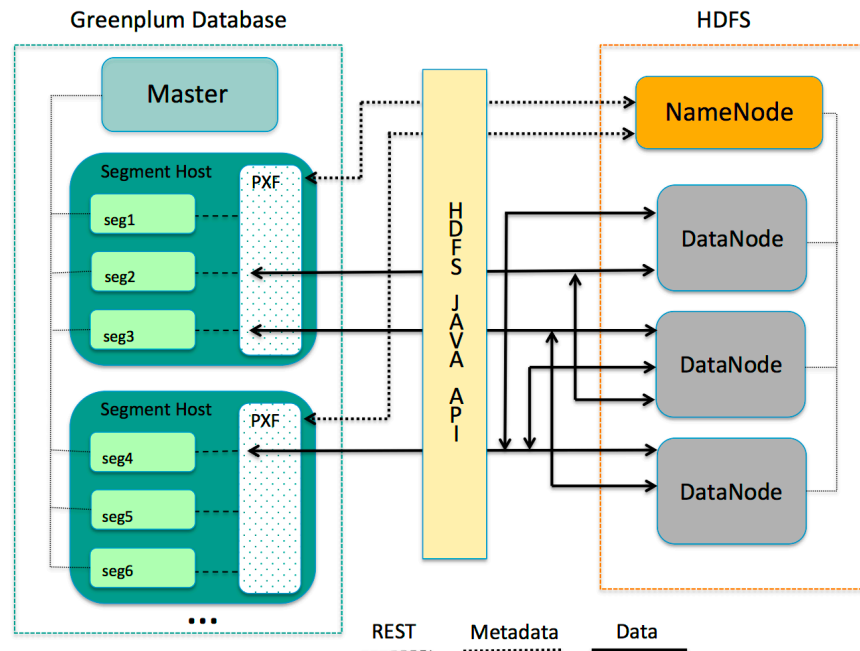 Greenplum Database
HDFS
Master
NameNode
Segment Host
PXF
seg1
seg2
seg3
HDFS JAVA API
DataNode
DataNode
DataNode
Segment Host
PXF
seg4
seg5
seg6
...
REST
Metadata
Data